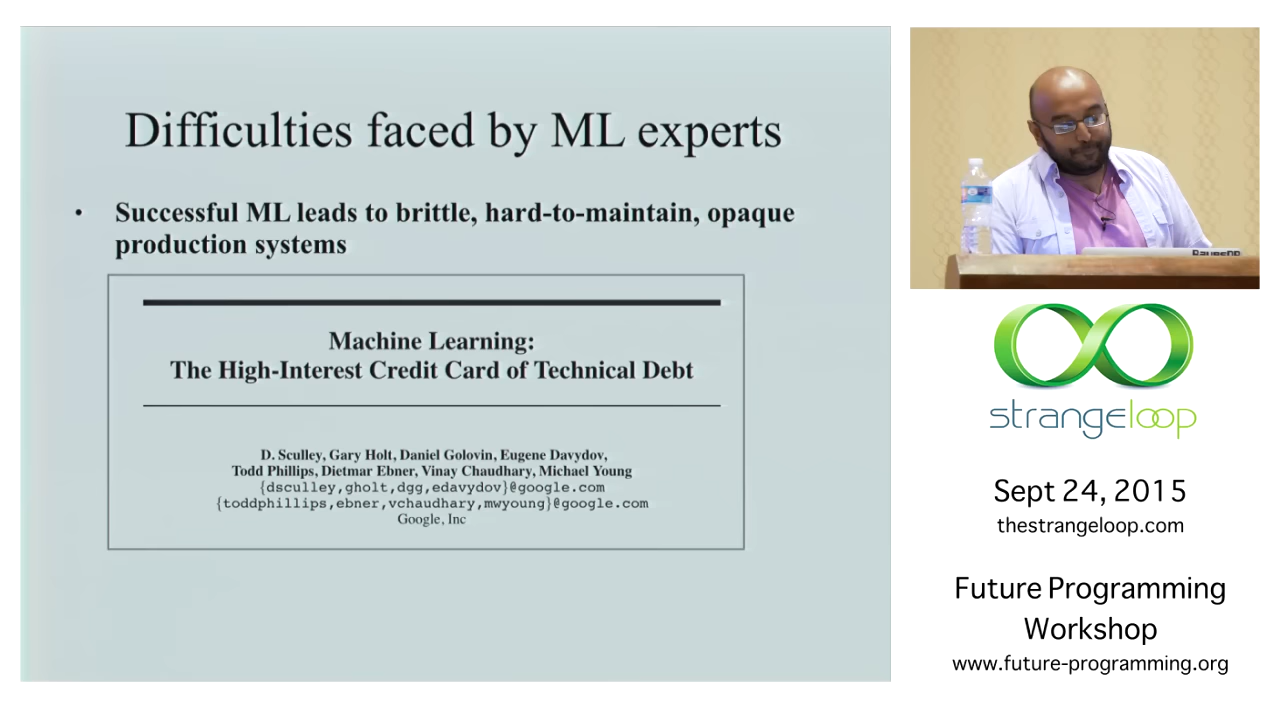 Difficulties faced by ML experts
• Successful ML leads to brittle, hard-to-maintain, opaque
production systems
Machine Learning:
The High-Interest Credit Card of Technical Debt
D. Sculley, Gary Holt, Daniel Golovin, Eugene Davydov,
Todd Phillips, Dietmar Ebner, Vinay Chaudhary, Michael Young
{dsculley,gholt,dgg,edavydov}@google.com
{toddphillips,ebner,vchaudhary,mwyoung}@google.com
Google, Inc
strangeloop
Sept 24, 2015
thestrangeloop.com
Future Programming
Workshop
www.future-programming.org